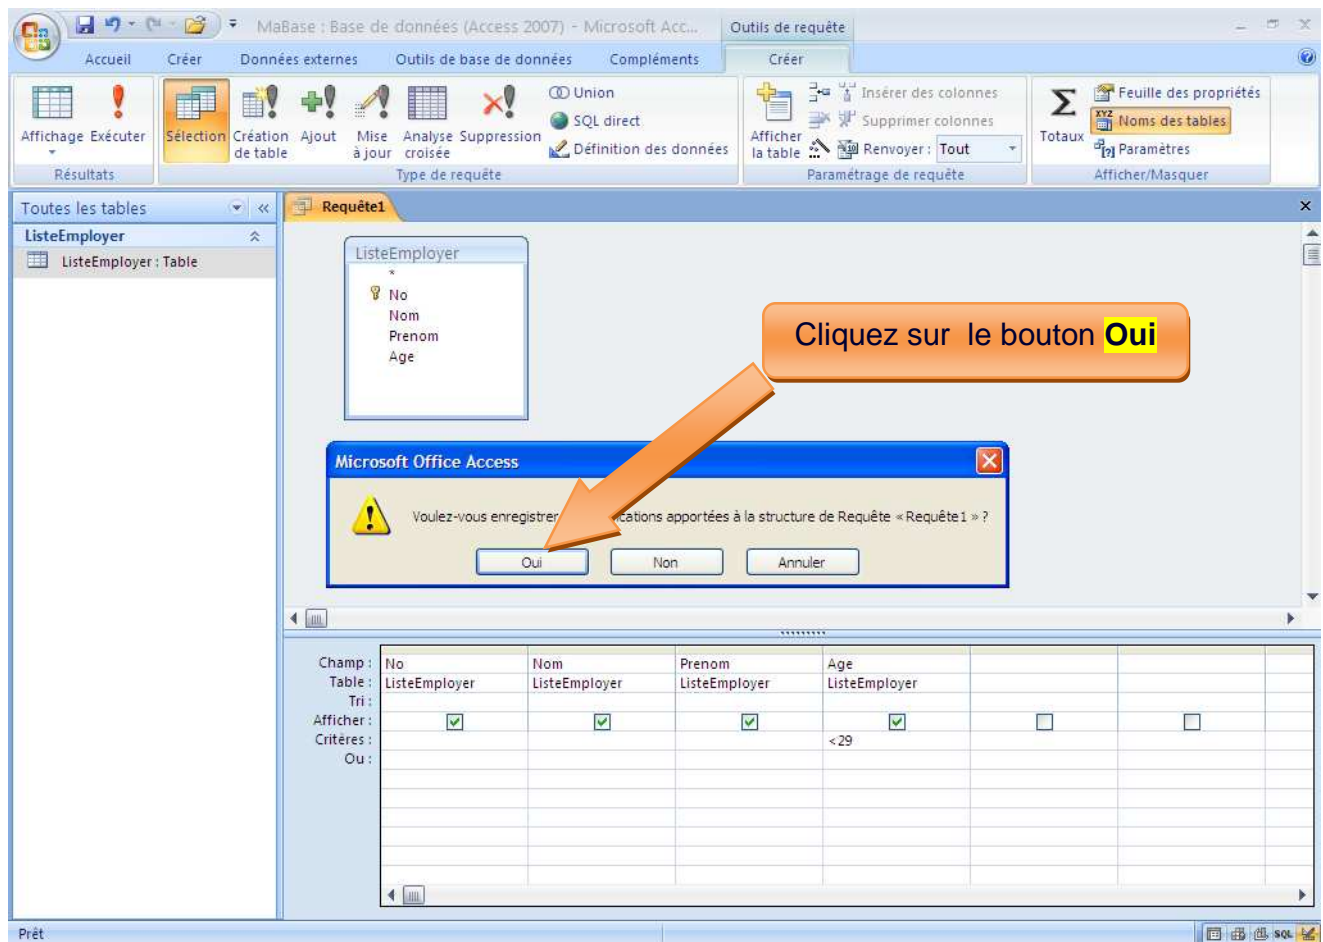 MaBase : Base de données (Access 2007) - Microsoft Acc...
Outils de requête
Accueil Créer Données externes Outils de base de données Compléments Créer
Affichage Exécuter
Résultats
Sélection Création de table Ajout Mise à jour Analyse croisée Suppression
Union
SQL direct
Définition des données
Type de requête
Afficher la table
Insérer des colonnes
Supprimer colonnes
Renvoyer : Tout
Paramétrage de requête
Totaux
Feuille des propriétés
XYZ Noms des tables
Paramètres
Afficher/Masquer
Toutes les tables
Requête1
ListeEmployer
ListeEmployer : Table
ListeEmployer
*
No
Nom
Prenom
Age
Cliquez sur le bouton Oui
Microsoft Office Access
Voulez-vous enregistrer ications apportées à la structure de Requête « Requête1 » ?
Oui Non Annuler
Champ : No Nom Prenom Age
Table : ListeEmployer ListeEmployer ListeEmployer ListeEmployer
Tri :
Afficher :
Critères : <29
Ou :
Prêt
SQL